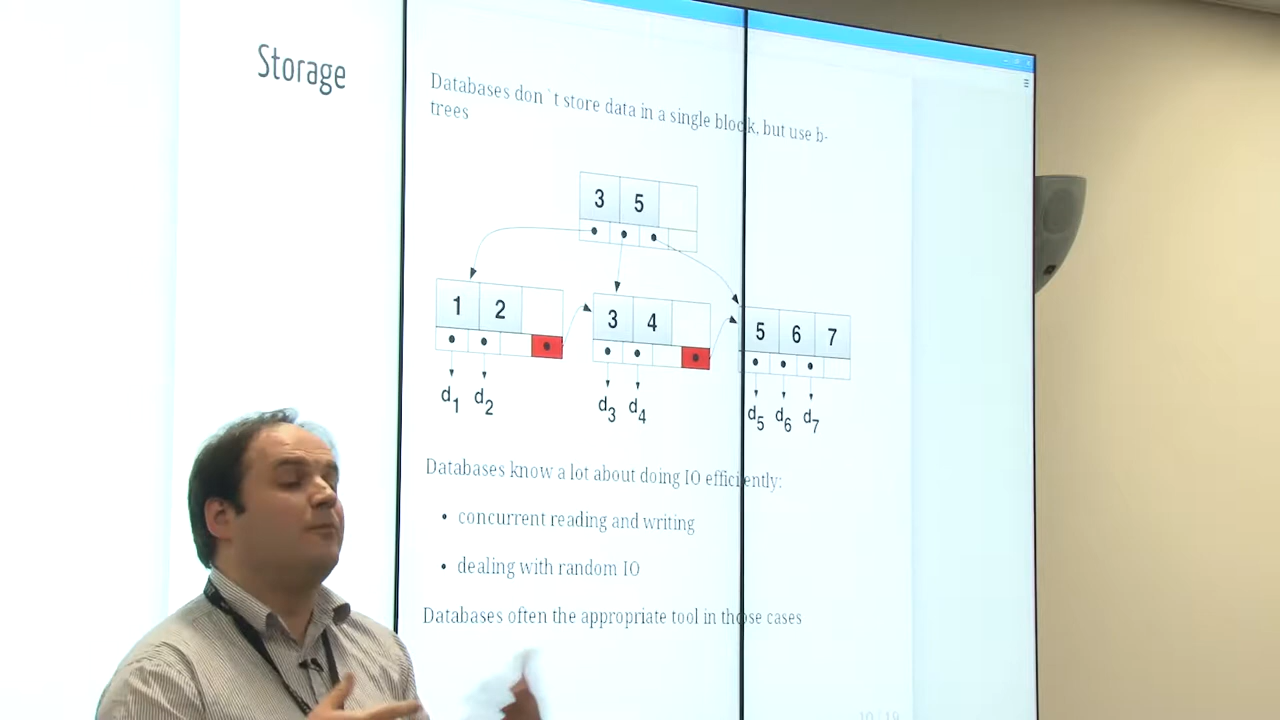 Storage
Databases don`t store data in a single block, but use b-
trees
3 5
1 2
3 4
5 6 7
d1 d2
d3 d4
d5 d6 d7
Databases know a lot about doing IO efficiently:
• concurrent reading and writing
• dealing with random IO
Databases often the appropriate tool in those cases
10 / 19